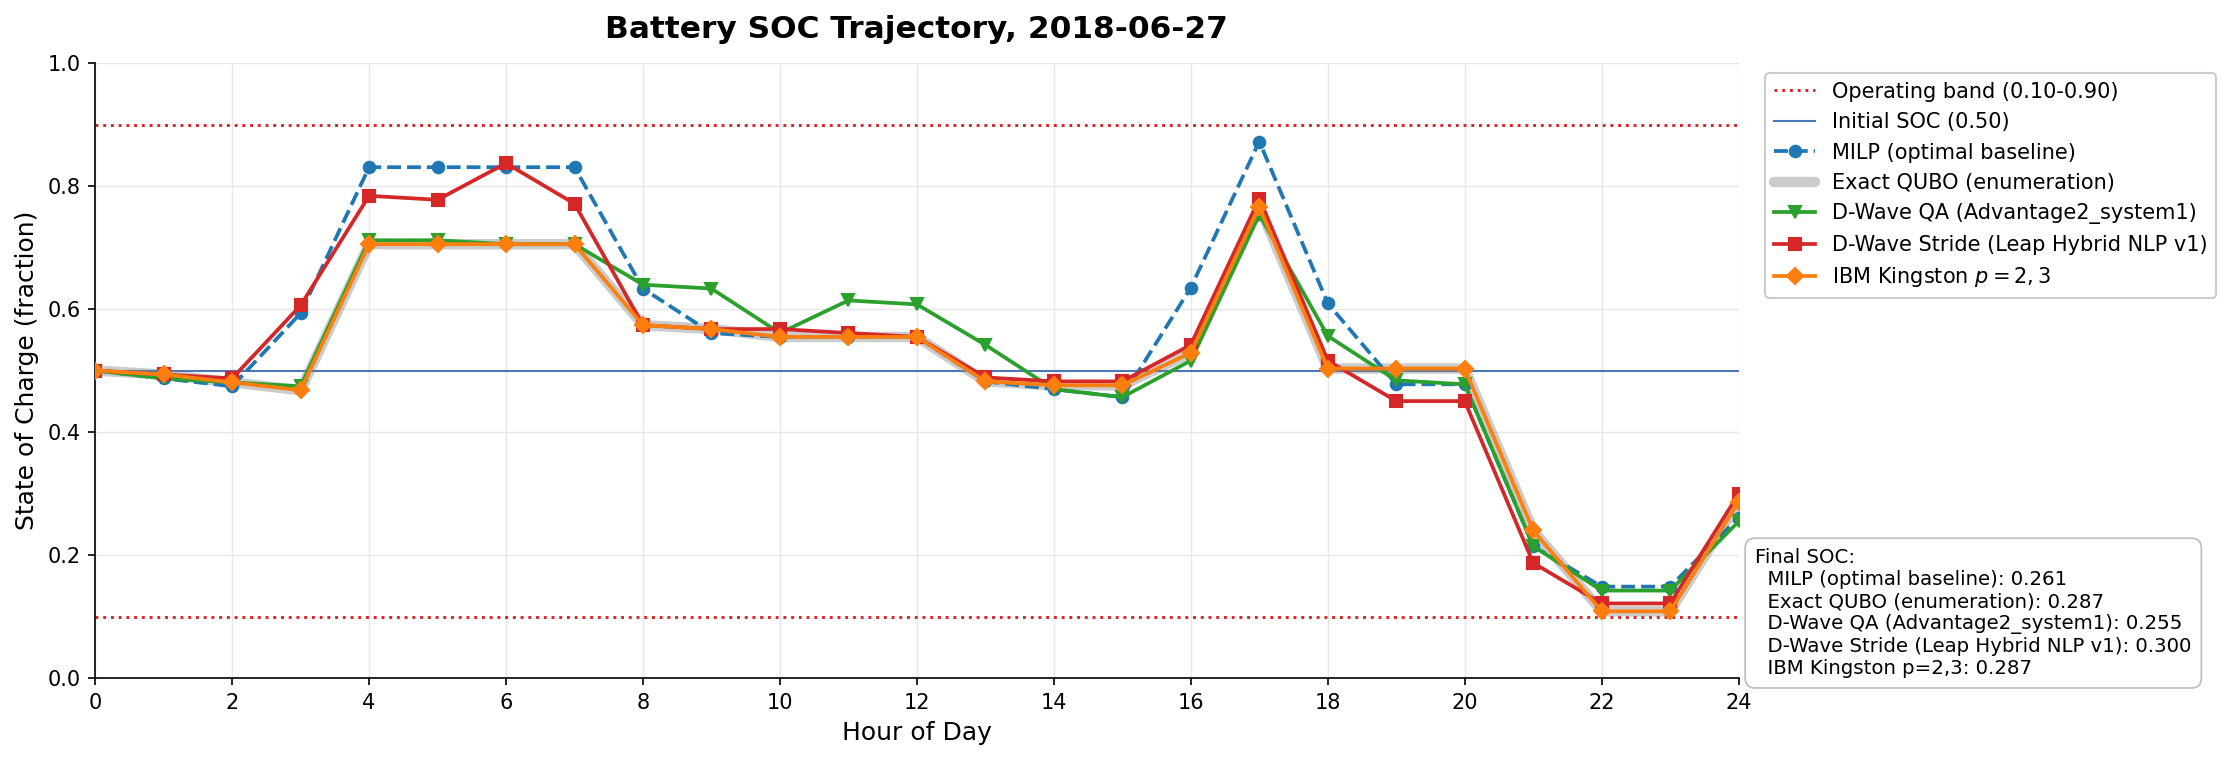 Battery SOC Trajectory, 2018-06-27
State of Charge (fraction)
1.0
0.8
0.6
0.4
0.2
0.0
0 2 4 6 8 10 12 14 16 18 20 22 24
Hour of Day
Operating band (0.10-0.90)
Initial SOC (0.50)
MILP (optimal baseline)
Exact QUBO (enumeration)
D-Wave QA (Advantage2_system1)
D-Wave Stride (Leap Hybrid NLP v1)
IBM Kingston p = 2, 3
Final SOC:
MILP (optimal baseline): 0.261
Exact QUBO (enumeration): 0.287
D-Wave QA (Advantage2_system1): 0.255
D-Wave Stride (Leap Hybrid NLP v1): 0.300
IBM Kingston p=2,3: 0.287